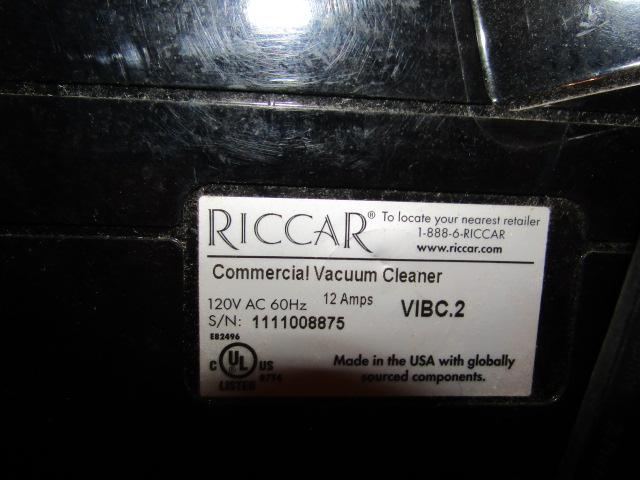 RICCAR® To locate your nearest retailer
1-888-6-RICCAR
www.riccar.com
Commercial Vacuum Cleaner
120V AC 60Hz 12 Amps VIBC.2
S/N: 1111008875
E82496
C UL US
LISTED
Made in the USA with globally
sourced components.